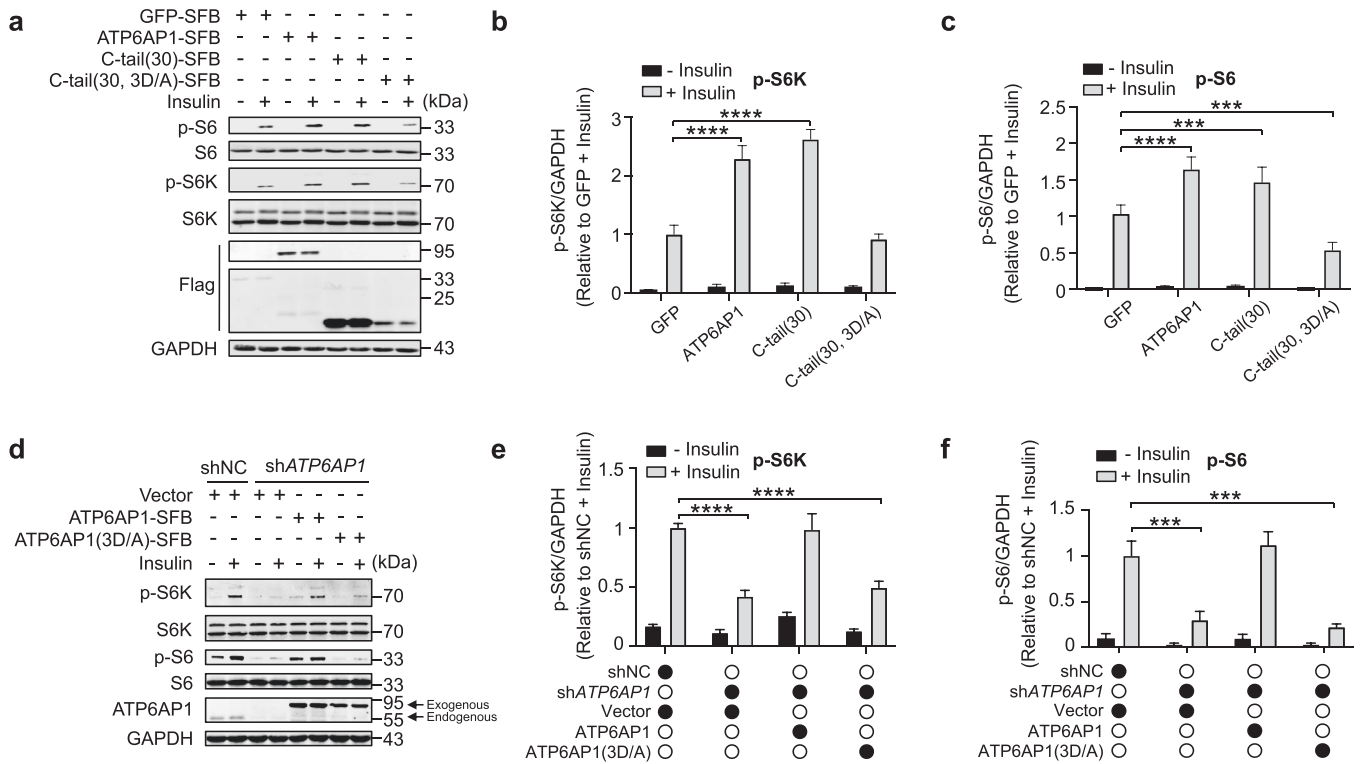 a
GFP-SFB + + - - - - - -
ATP6AP1-SFB - - + + - - - -
C-tail(30)-SFB - - - - + + - -
C-tail(30, 3D/A)-SFB - - - - - - + +
Insulin - + - + - + - + (kDa)
p-S6 33
S6 33
p-S6K 70
S6K 70
Flag
95
33
25
GAPDH 43
b
- Insulin
+ Insulin
p-S6K
p-S6K/GAPDH
(Relative to GFP + Insulin)
3
2
1
0
****
****
GFP
ATP6AP1
C-tail(30)
C-tail(30, 3D/A)
c
- Insulin
+ Insulin
p-S6
p-S6/GAPDH
(Relative to GFP + Insulin)
2.5
2
1.5
1
0.5
0
***
***
****
GFP
ATP6AP1
C-tail(30)
C-tail(30, 3D/A)
d
shNC shATP6AP1
Vector + + + + - - - -
ATP6AP1-SFB - - - - + + - -
ATP6AP1(3D/A)-SFB - - - - - - + +
Insulin - + - + - + - + (kDa)
p-S6K 70
S6K 70
p-S6 33
S6 33
ATP6AP1
95 Exogenous
55 Endogenous
GAPDH 43
e
- Insulin
+ Insulin
p-S6K
p-S6K/GAPDH
(Relative to shNC + Insulin)
1.5
1
0.5
0
****
****
shNC
shATP6AP1
Vector
ATP6AP1
ATP6AP1(3D/A)
f
- Insulin
+ Insulin
p-S6
p-S6/GAPDH
(Relative to shNC + Insulin)
1.5
1
0.5
0
***
***
shNC
shATP6AP1
Vector
ATP6AP1
ATP6AP1(3D/A)